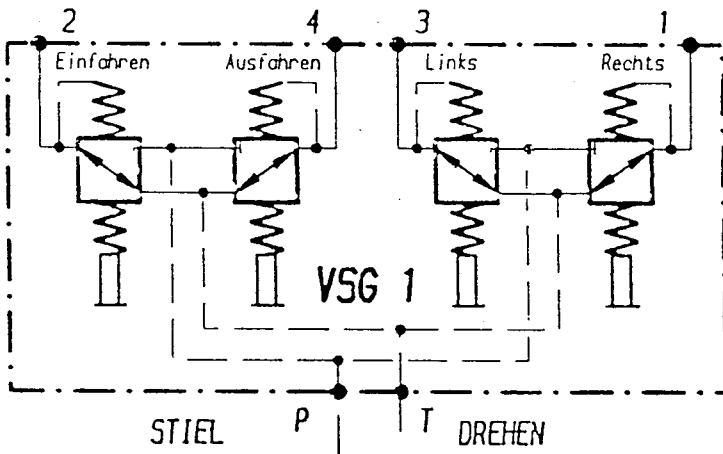 2 4 3 1
Einfahren Ausfahren Links Rechts
VSG 1
P T
STIEL DREHEN